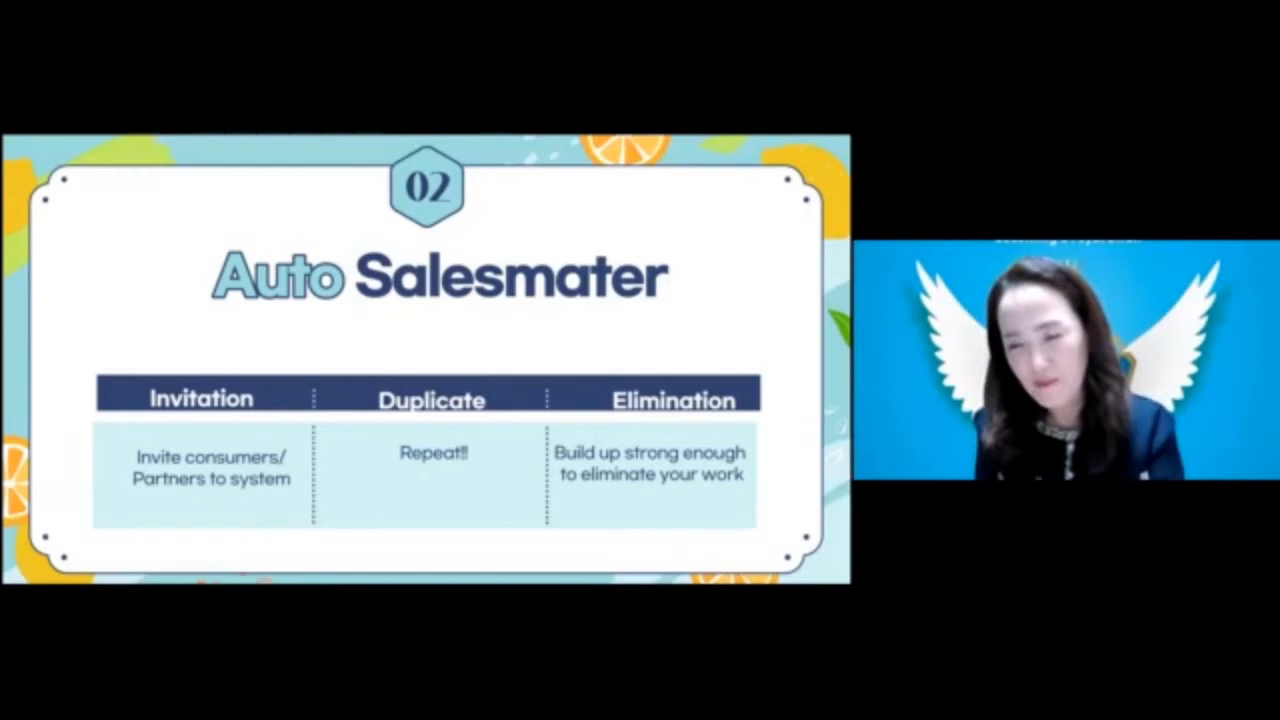 02
Auto Salesmater
Invitation
Duplicate
Elimination
Invite consumers/
Partners to system
Repeat!!
Build up strong enough
to eliminate your work